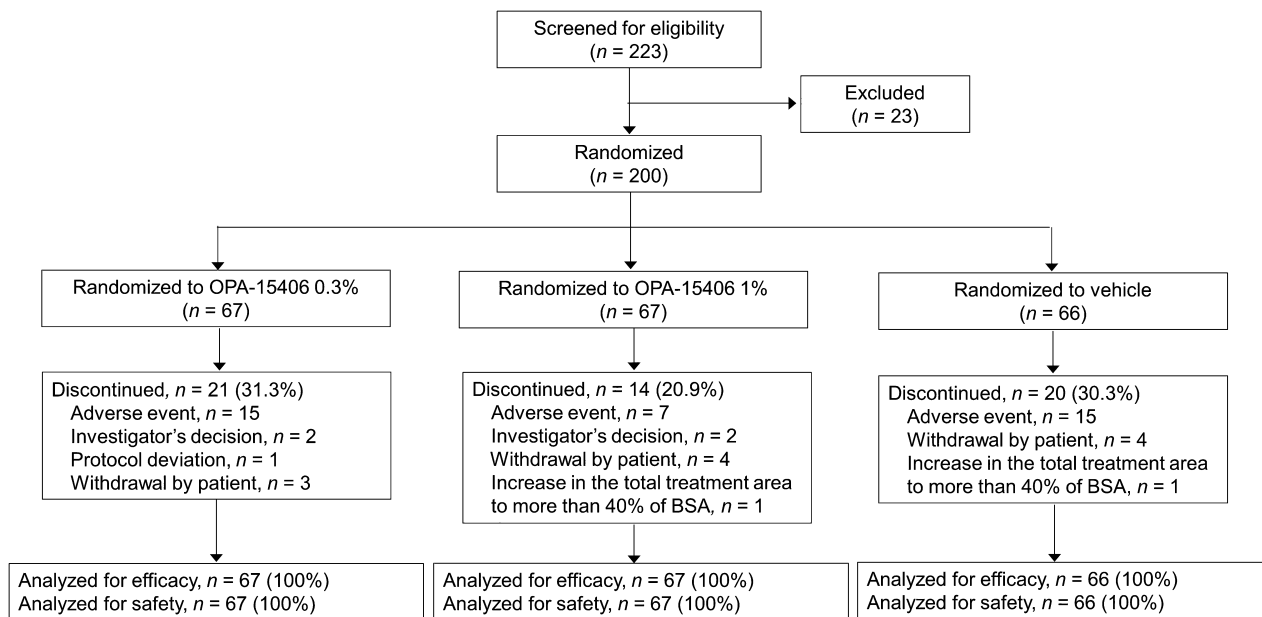 Screened for eligibility
(n = 223)
Excluded
(n = 23)
Randomized
(n = 200)
Randomized to OPA-15406 0.3%
(n = 67)
Randomized to OPA-15406 1%
(n = 67)
Randomized to vehicle
(n = 66)
Discontinued, n = 21 (31.3%)
Adverse event, n = 15
Investigator's decision, n = 2
Protocol deviation, n = 1
Withdrawal by patient, n = 3
Discontinued, n = 14 (20.9%)
Adverse event, n = 7
Investigator's decision, n = 2
Withdrawal by patient, n = 4
Increase in the total treatment area
to more than 40% of BSA, n = 1
Discontinued, n = 20 (30.3%)
Adverse event, n = 15
Withdrawal by patient, n = 4
Increase in the total treatment area
to more than 40% of BSA, n = 1
Analyzed for efficacy, n = 67 (100%)
Analyzed for safety, n = 67 (100%)
Analyzed for efficacy, n = 67 (100%)
Analyzed for safety, n = 67 (100%)
Analyzed for efficacy, n = 66 (100%)
Analyzed for safety, n = 66 (100%)